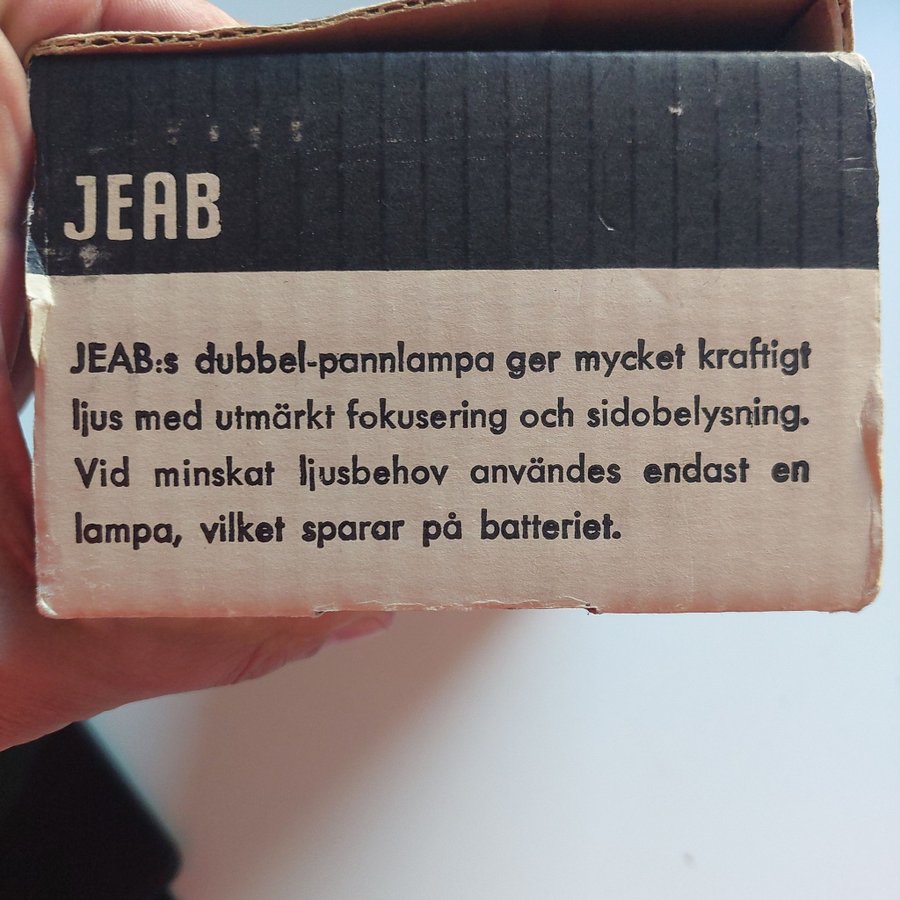 JEAB
JEAB:s dubbel-pannlampa ger mycket kraftigt
ljus med utmärkt fokusering och sidobelysning.
Vid minskat ljusbehov användes endast en
lampa, vilket sparar på batteriet.